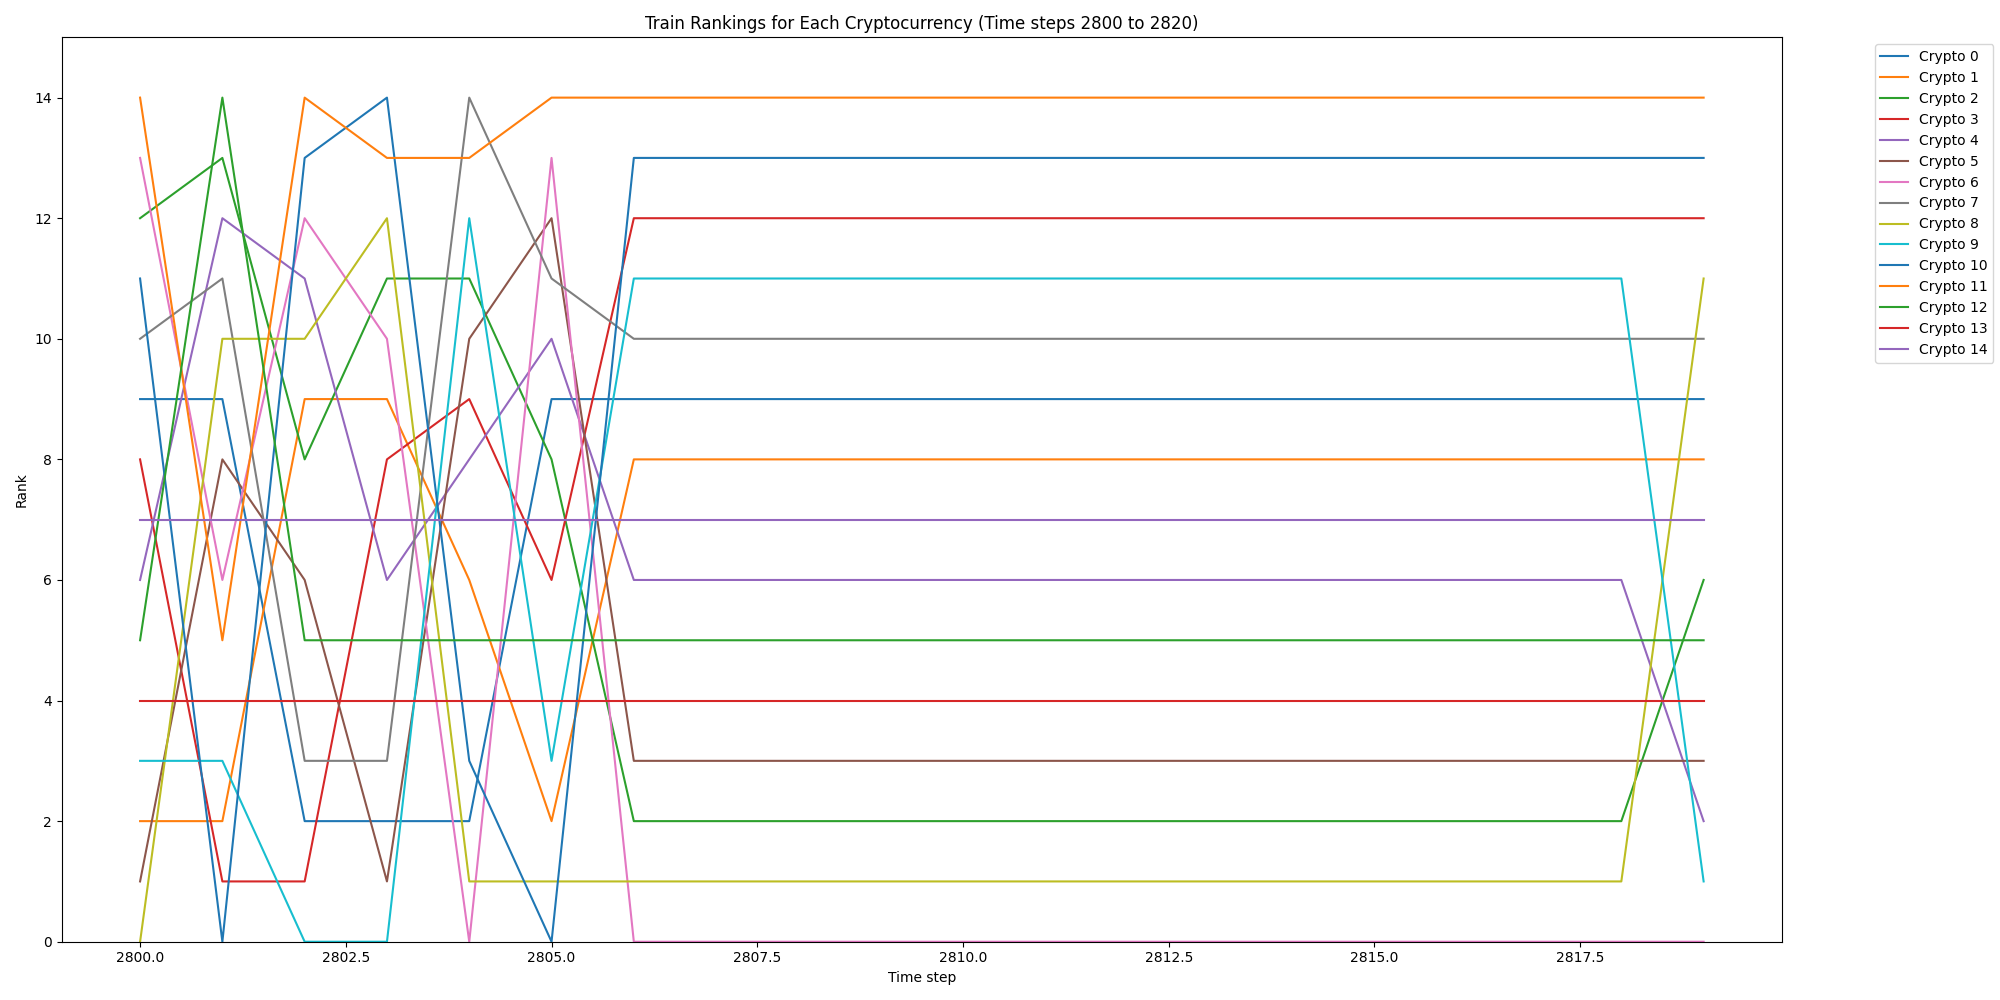 Train Rankings for Each Cryptocurrency (Time steps 2800 to 2820)
14
12
10
8
6
4
2
0
Rank
2800.0
2802.5
2805.0
2807.5
2810.0
2812.5
2815.0
2817.5
Time step
Crypto 0
Crypto 1
Crypto 2
Crypto 3
Crypto 4
Crypto 5
Crypto 6
Crypto 7
Crypto 8
Crypto 9
Crypto 10
Crypto 11
Crypto 12
Crypto 13
Crypto 14